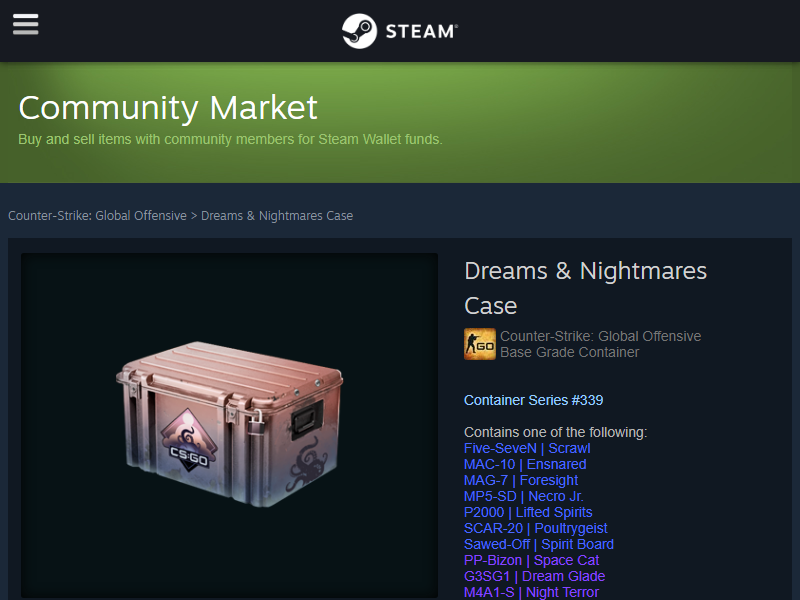 STEAM
Community Market
Buy and sell items with community members for Steam Wallet funds.
Counter-Strike: Global Offensive > Dreams & Nightmares Case
CS:GO
Dreams & Nightmares
Case
GO
Counter-Strike: Global Offensive
Base Grade Container
Container Series #339
Contains one of the following:
Five-SeveN | Scrawl
MAC-10 | Ensnared
MAG-7 | Foresight
MP5-SD | Necro Jr.
P2000 | Lifted Spirits
SCAR-20 | Poultrygeist
Sawed-Off | Spirit Board
PP-Bizon | Space Cat
G3SG1 | Dream Glade
M4A1-S | Night Terror